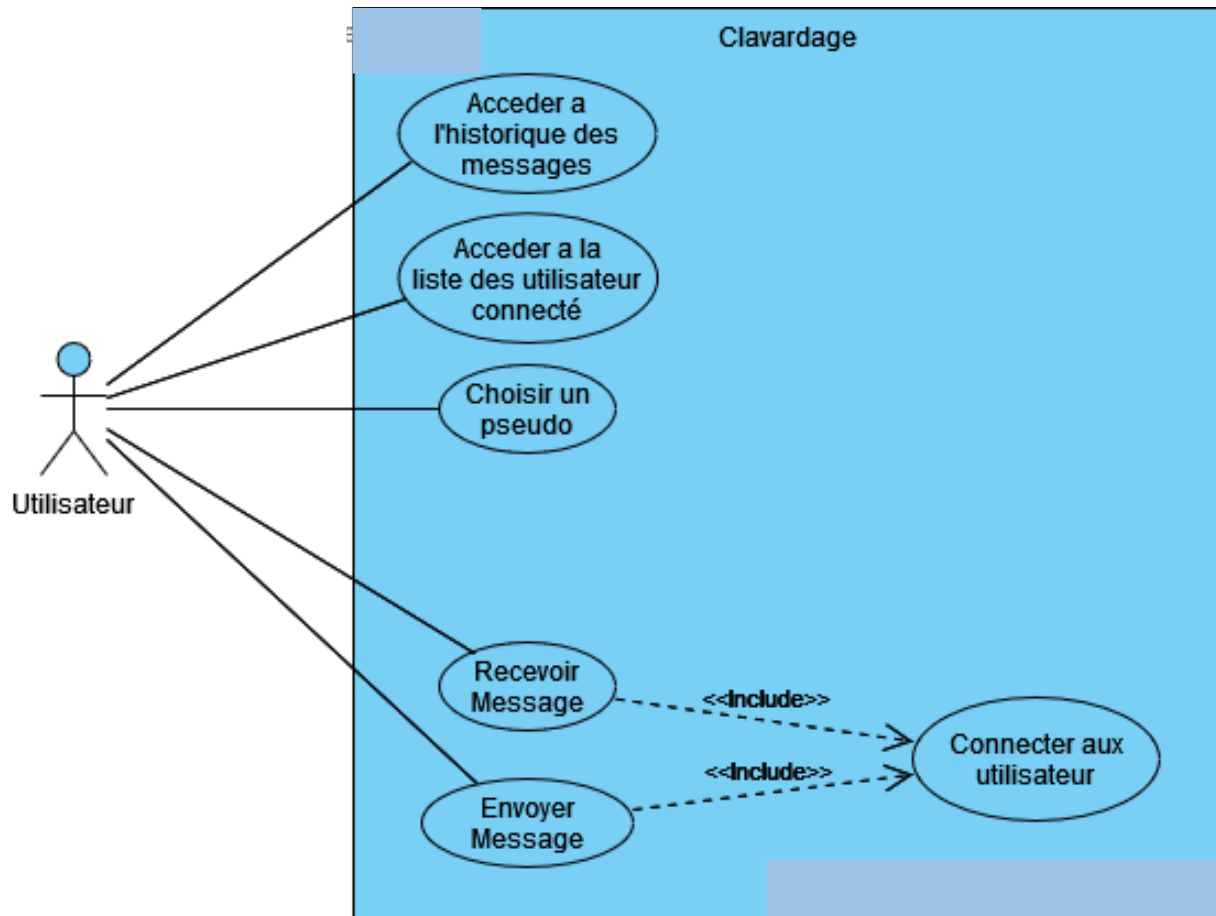 Clavardage
Acceder a
l'historique des
messages
Acceder a la
liste des utilisateur
connecté
Choisir un
pseudo
Utilisateur
Recevoir
Message
<<Include>>
Connecter aux
utilisateur
<<Include>>
Envoyer
Message